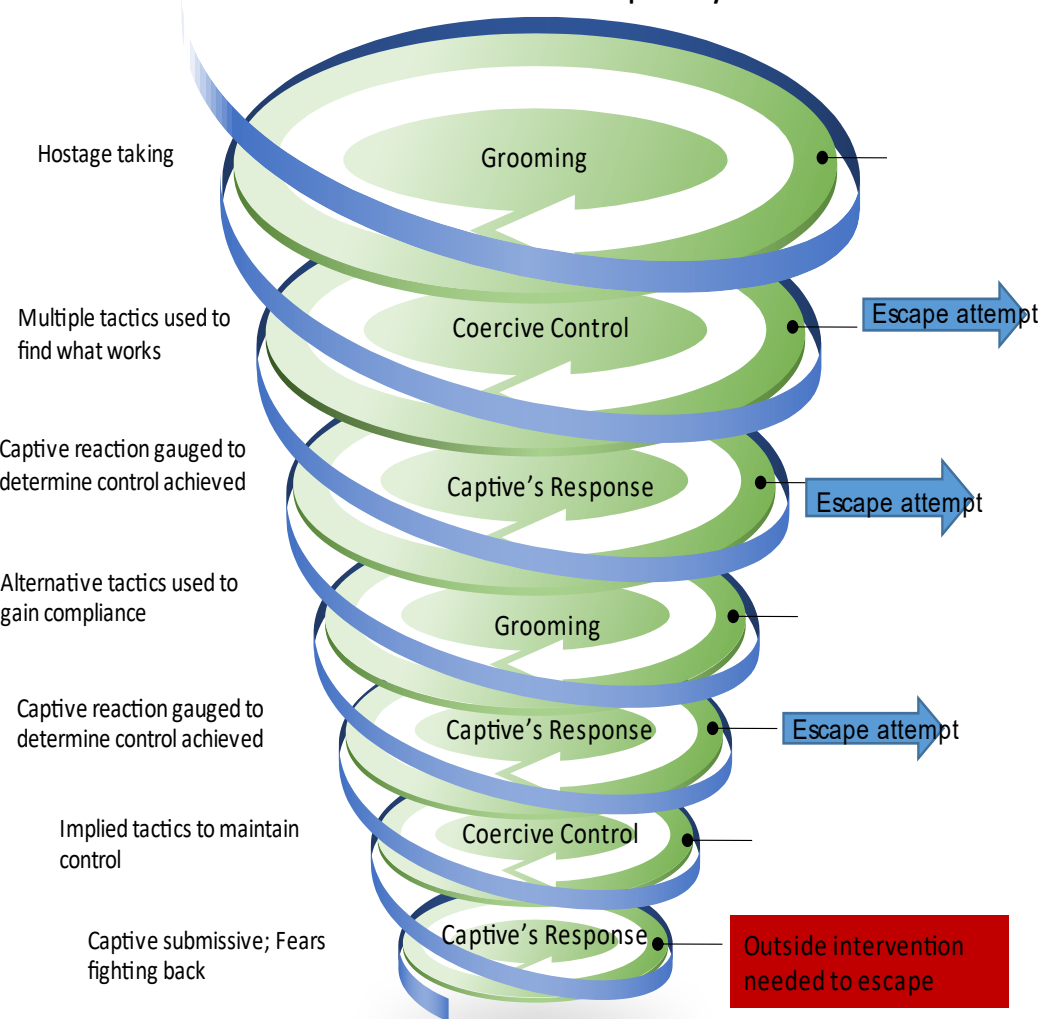 Hostage taking
Grooming
Multiple tactics used to
find what works
Coercive Control
Escape attempt
Captive reaction gauged to
determine control achieved
Captive’s Response
Escape attempt
Alternative tactics used to
gain compliance
Grooming
Captive reaction gauged to
determine control achieved
Captive’s Response
Escape attempt
Implied tactics to maintain
control
Coercive Control
Captive submissive; Fears
fighting back
Captive’s Response
Outside intervention
needed to escape